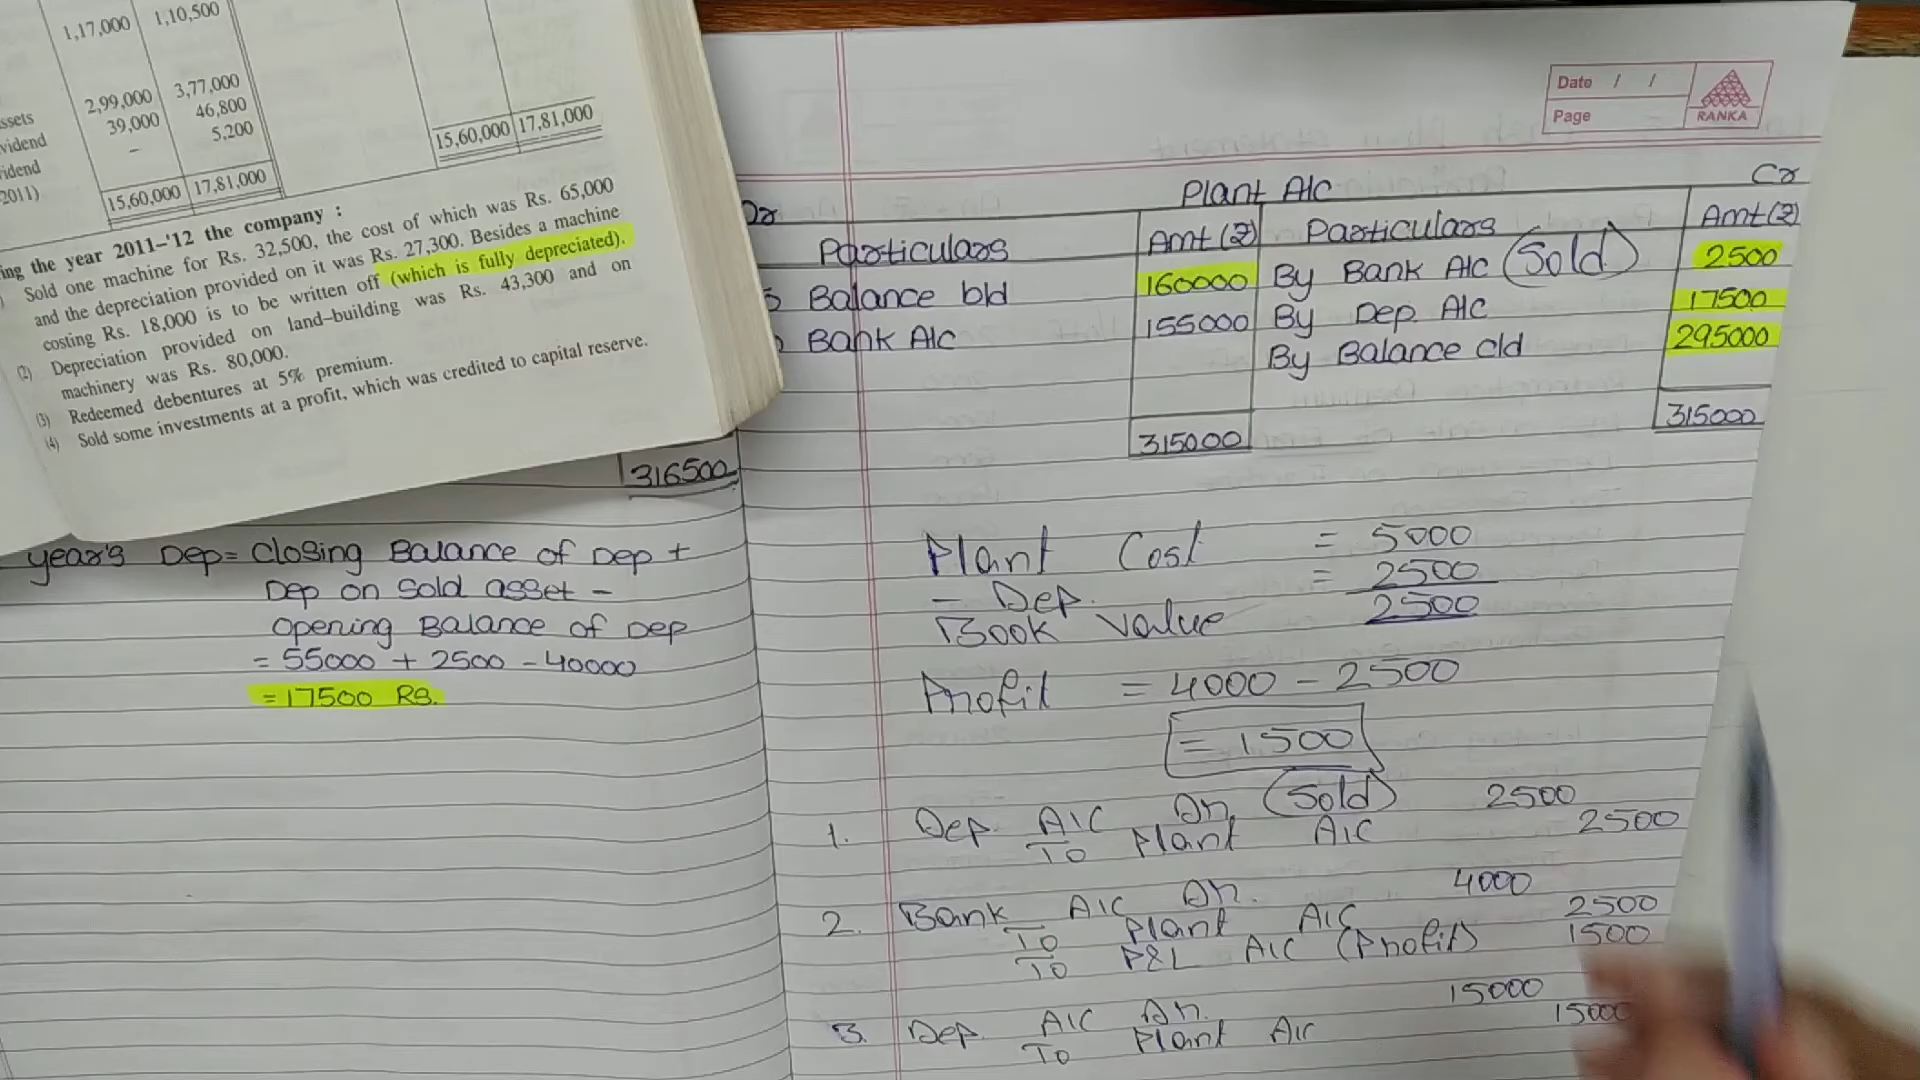 1,17,000 1,10,500
2,99,000 3,77,000
39,000 46,800
– 5,200
15,60,000 17,81,000
15,60,000 17,81,000
ssets
vidend
idend
2011)
ing the year 2011–'12 the company :
Sold one machine for Rs. 32,500, the cost of which was Rs. 65,000
and the depreciation provided on it was Rs. 27,300. Besides a machine
costing Rs. 18,000 is to be written off (which is fully depreciated).
(2) Depreciation provided on land–building was Rs. 43,300 and on
machinery was Rs. 80,000.
(3) Redeemed debentures at 5% premium.
(4) Sold some investments at a profit, which was credited to capital reserve.
316500
year's Dep = Closing Balance of Dep +
Dep on Sold asset –
Opening Balance of Dep
= 55000 + 2500 – 40000
= 17500 Rs.
Date / /
Page
RANKA
Plant A/c
Dr Cr
Particulars Amt (₹) Particulars Amt (₹)
Balance b/d 160000 By Bank A/c (Sold) 2500
Bank A/c 155000 By Dep. A/c 17500
By Balance c/d 295000
315000 315000
Plant Cost = 5000
– Dep. = 2500
Book Value 2500
Profit = 4000 – 2500
= 1500
1. Dep. A/c Dr. (Sold) 2500
To Plant A/c 2500
2. Bank A/c Dr. 4000
To Plant A/c 2500
To P&L A/c (Profit) 1500
3. Dep. A/c Dr. 15000
To Plant A/c 15000